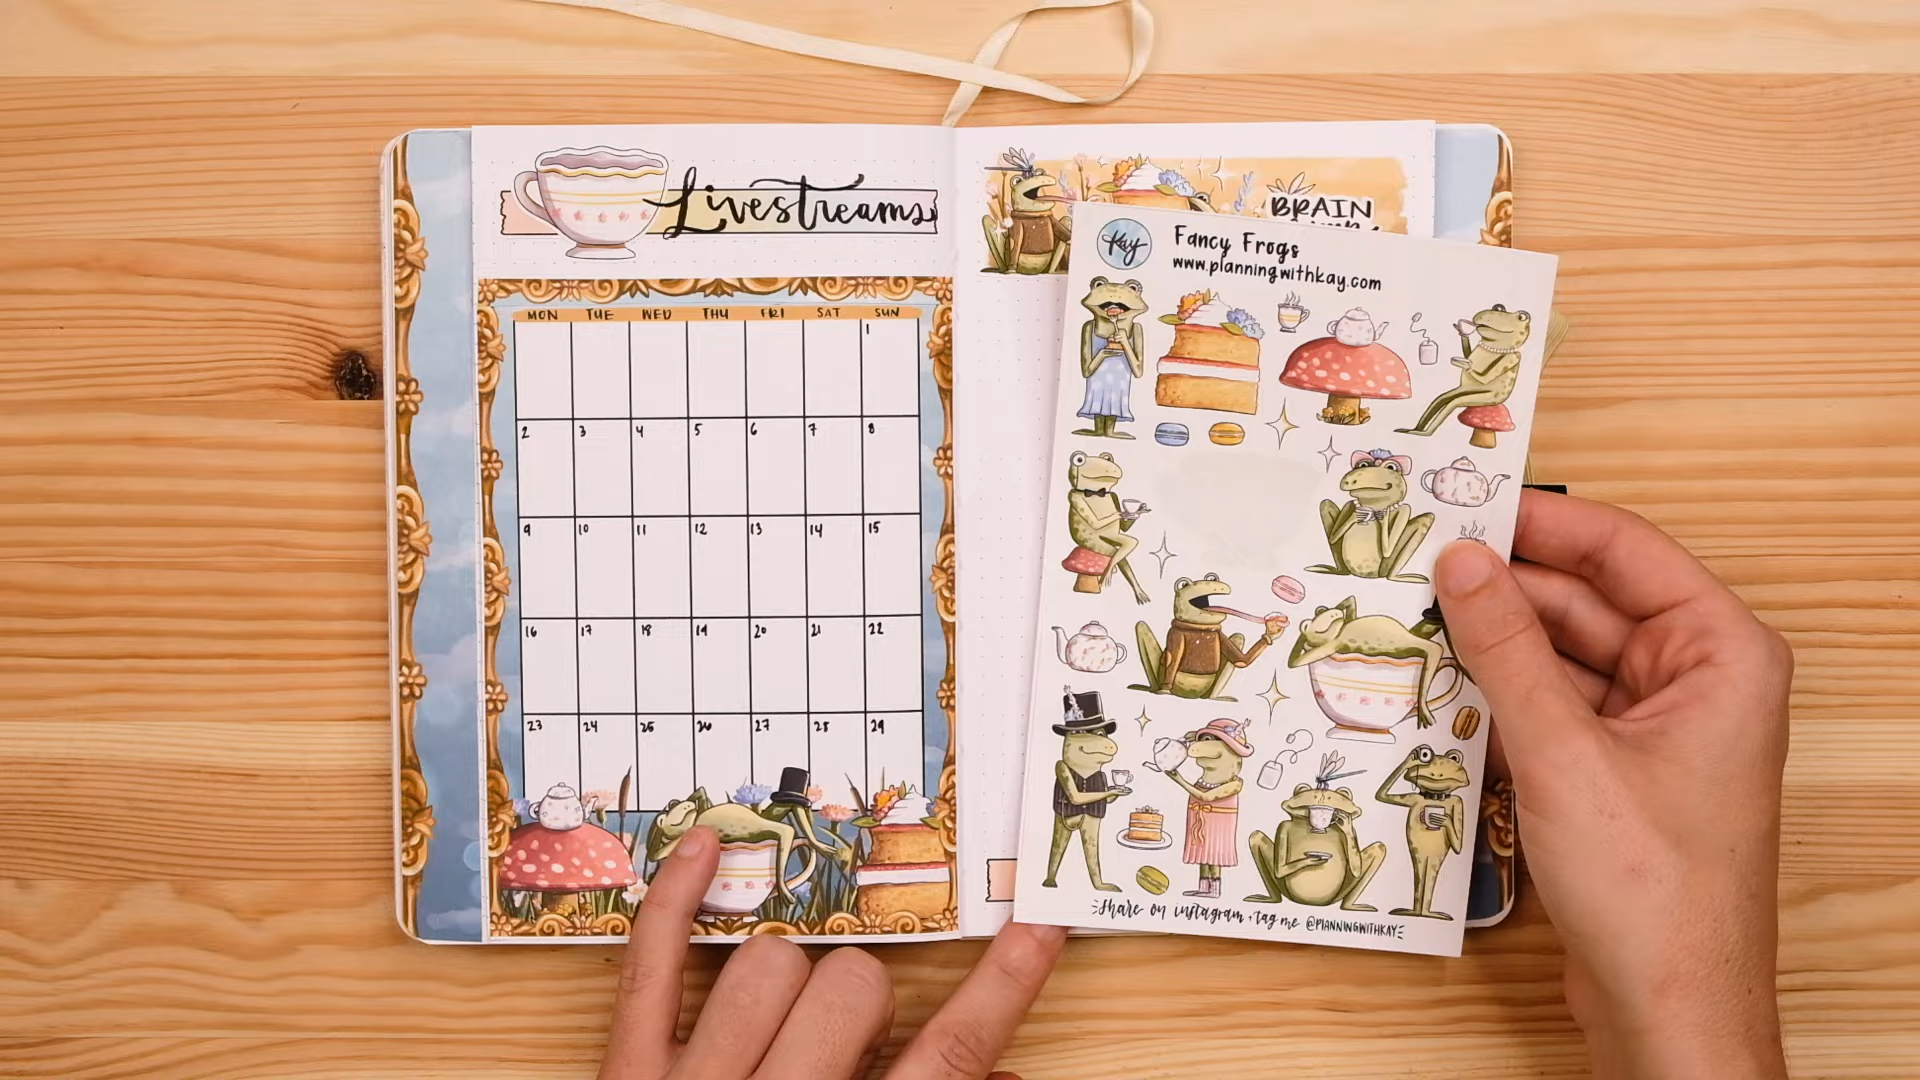 Livestreams
MON TUE WED THU FRI SAT SUN
1
2 3 4 5 6 7 8
9 10 11 12 13 14 15
16 17 18 19 20 21 22
23 24 25 26 27 28 29
BRAIN
Kay
Fancy Frogs
www.planningwithkay.com
share on instagram + tag me @PLANNINGWITHKAY